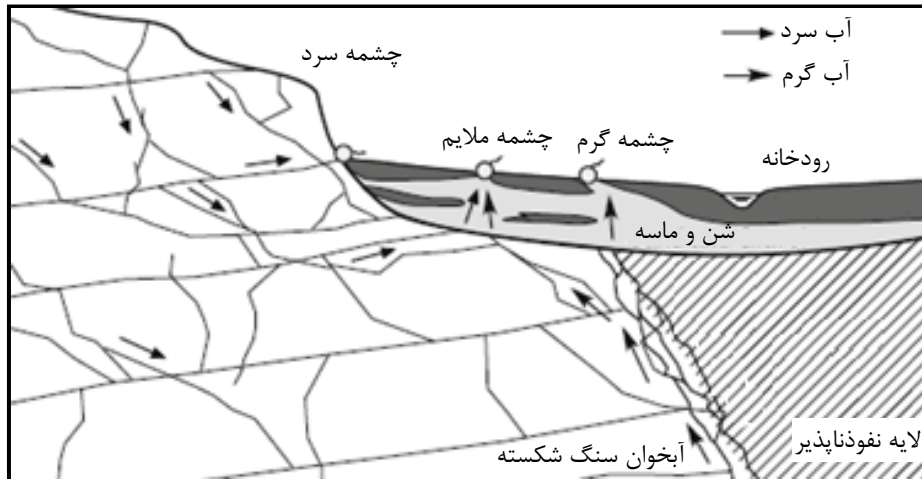 آب سرد
آب گرم
چشمه سرد
چشمه ملایم
چشمه گرم
رودخانه
شن و ماسه
لایه نفوذناپذیر
آبخوان سنگ شکسته